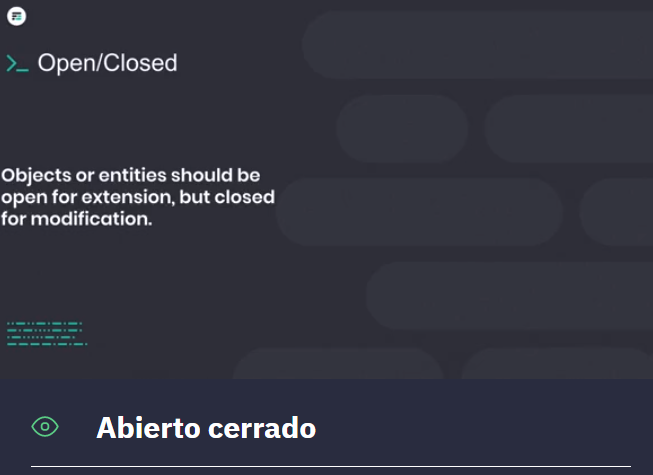 >_ Open/Closed
Objects or entities should be
open for extension, but closed
for modification.
Abierto cerrado